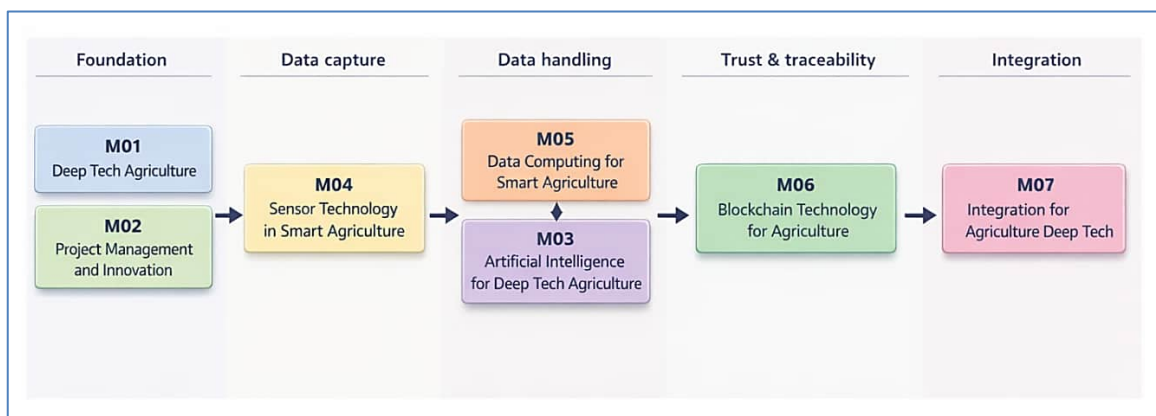 Foundation
Data capture
Data handling
Trust & traceability
Integration
M01
Deep Tech Agriculture
M02
Project Management
and Innovation
M04
Sensor Technology
in Smart Agriculture
M05
Data Computing for
Smart Agriculture
M03
Artificial Intelligence
for Deep Tech Agriculture
M06
Blockchain Technology
for Agriculture
M07
Integration for
Agriculture Deep Tech